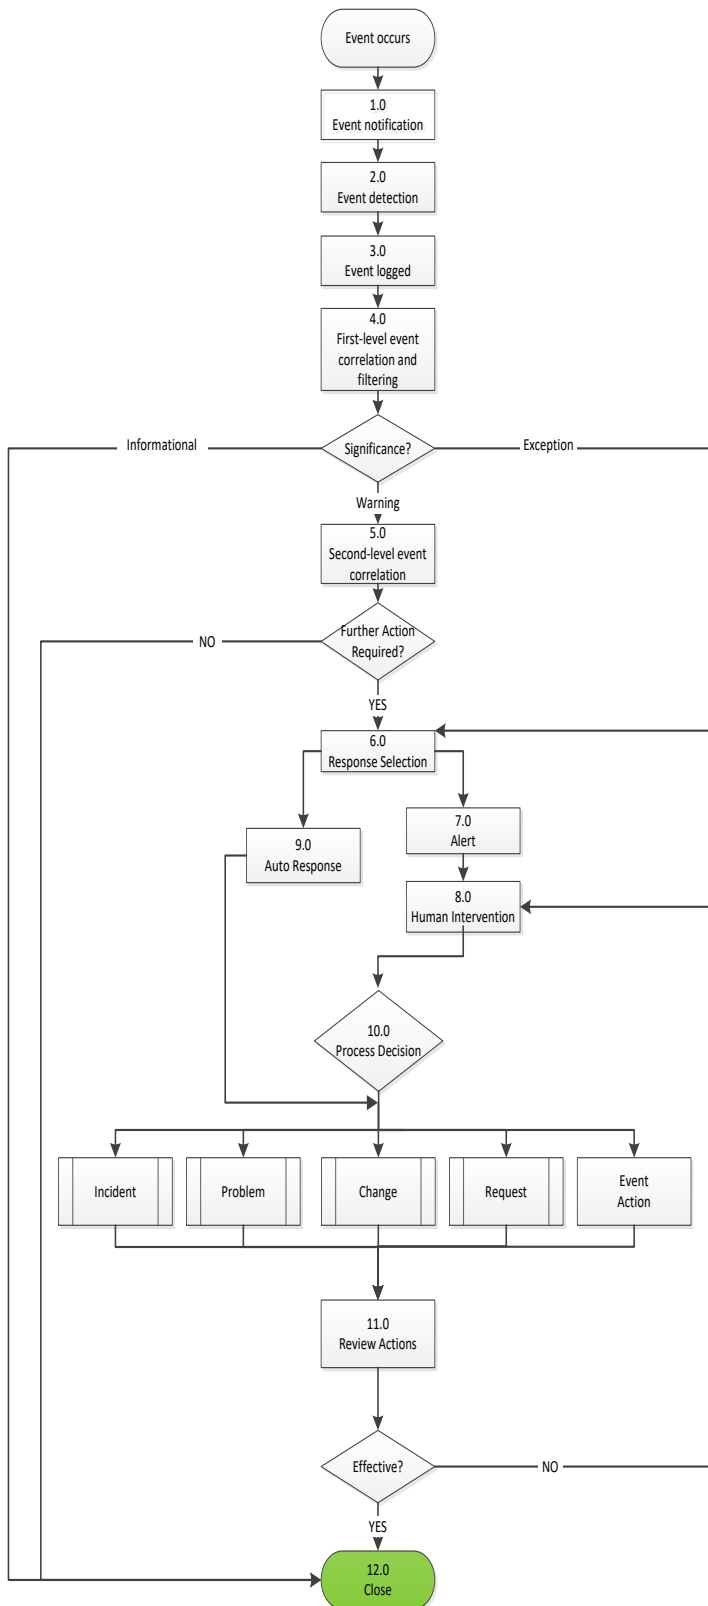 Event occurs
1.0
Event notification
2.0
Event detection
3.0
Event logged
4.0
First-level event
correlation and
filtering
Informational
Significance?
Exception
Warning
5.0
Second-level event
correlation
NO
Further Action
Required?
YES
6.0
Response Selection
7.0
Alert
9.0
Auto Response
8.0
Human Intervention
10.0
Process Decision
Incident
Problem
Change
Request
Event
Action
11.0
Review Actions
Effective?
NO
YES
12.0
Close